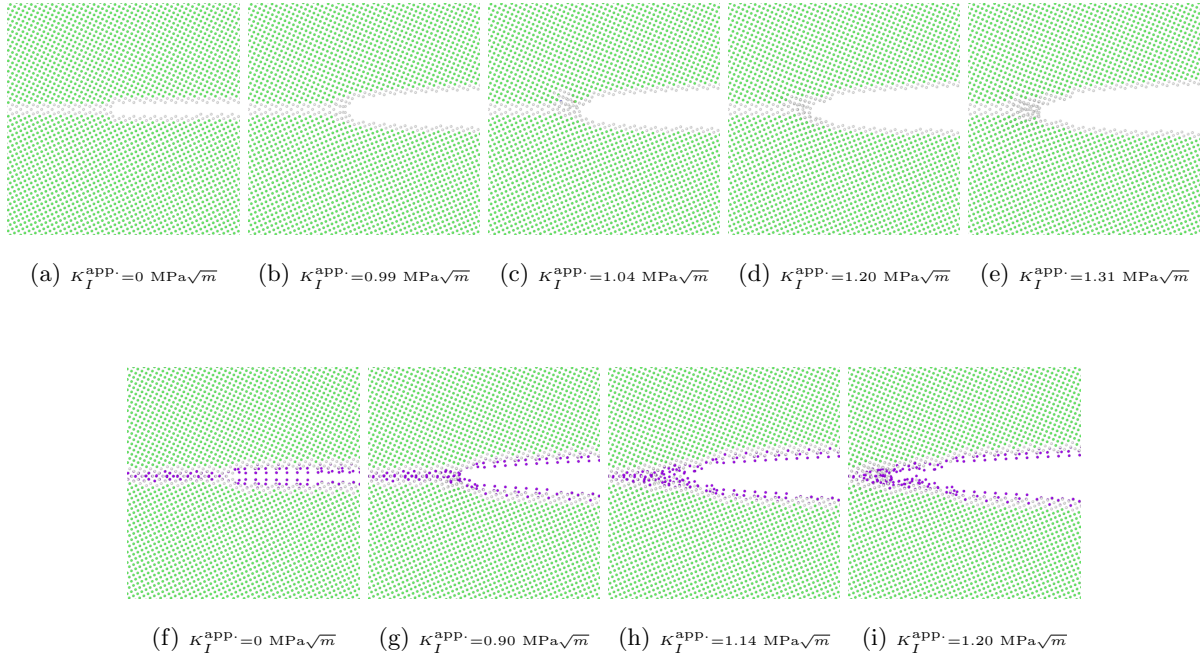 (a) K_I^app.=0 MPa√m (b) K_I^app.=0.99 MPa√m (c) K_I^app.=1.04 MPa√m (d) K_I^app.=1.20 MPa√m (e) K_I^app.=1.31 MPa√m
(f) K_I^app.=0 MPa√m (g) K_I^app.=0.90 MPa√m (h) K_I^app.=1.14 MPa√m (i) K_I^app.=1.20 MPa√m